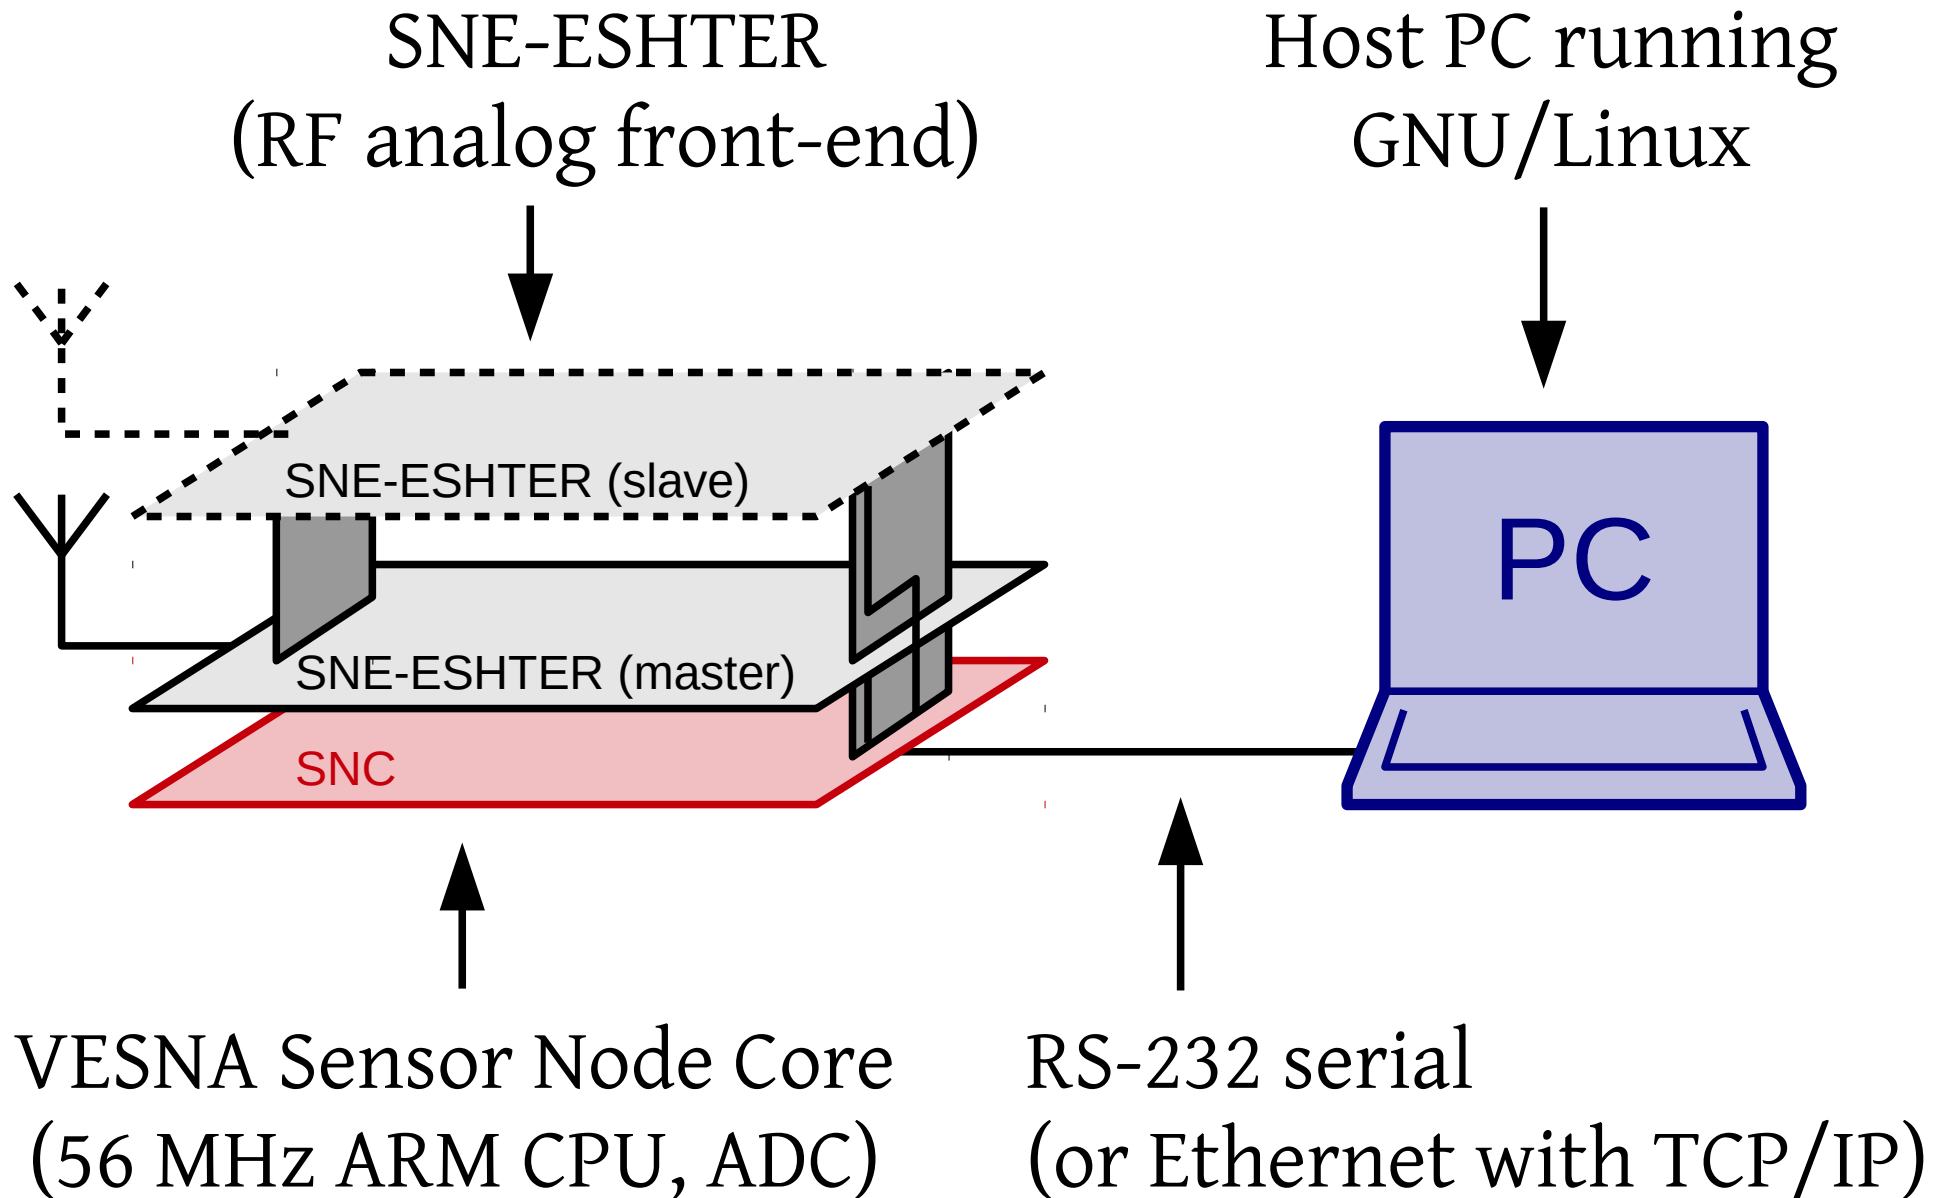 SNE-ESHTER
(RF analog front-end)
Host PC running
GNU/Linux
SNE-ESHTER (slave)
SNE-ESHTER (master)
SNC
PC
VESNA Sensor Node Core
(56 MHz ARM CPU, ADC)
RS-232 serial
(or Ethernet with TCP/IP)